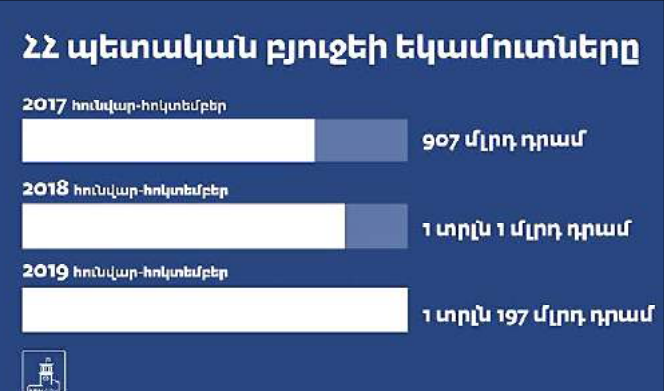 ՀՀ պետական բյուջեի եկամուտները
2017 հունվար-հոկտեմբեր
907 մլրդ դրամ
2018 հունվար-հոկտեմբեր
1 տրլն 1 մլրդ դրամ
2019 հունվար-հոկտեմբեր
1 տրլն 197 մլրդ դրամ